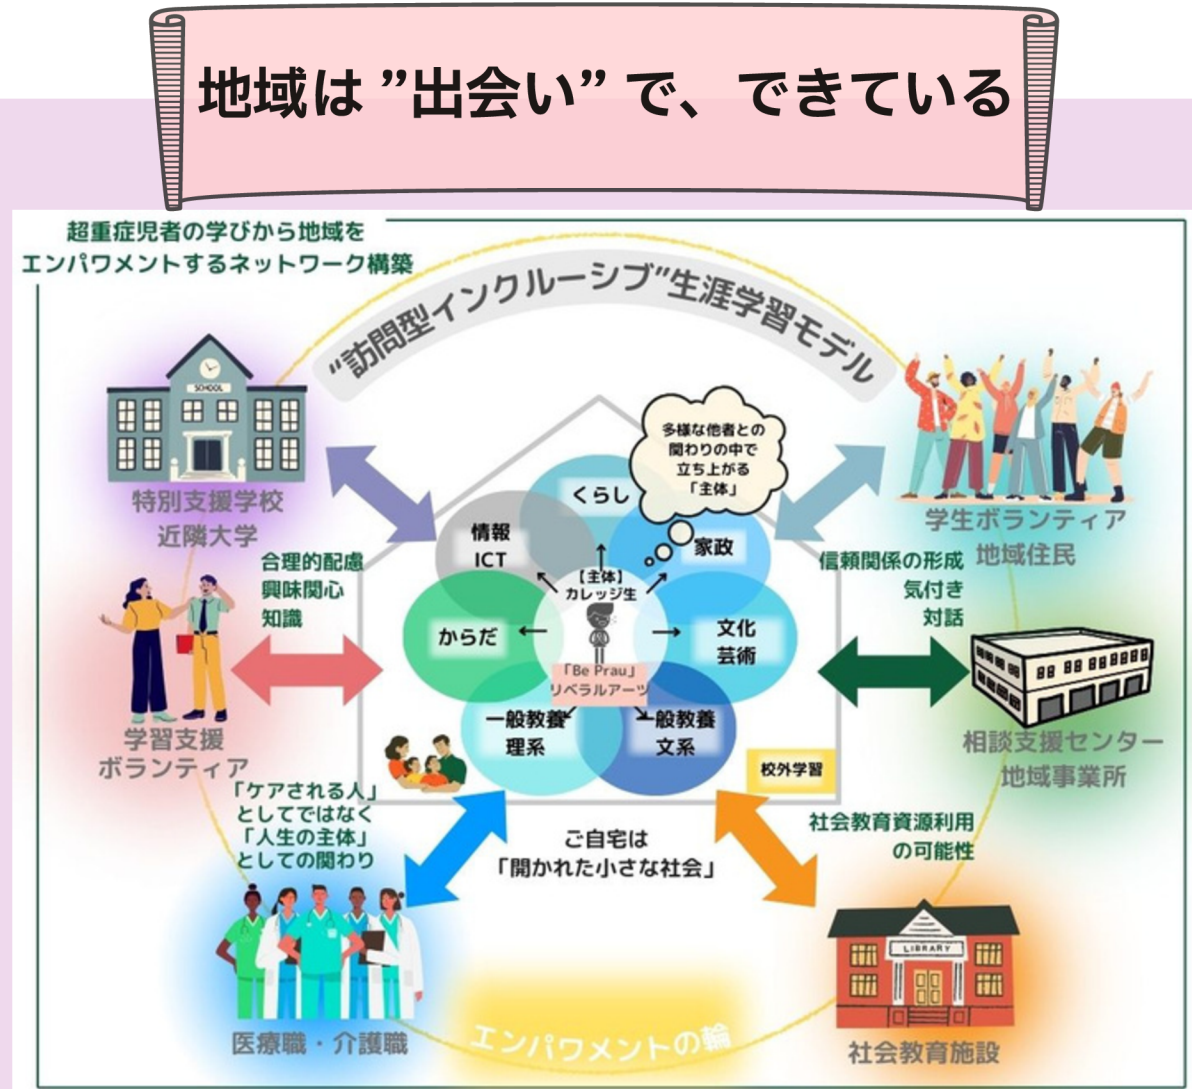 地域は ”出会い” で、できている
超重症児者の学びから地域を
エンパワメントするネットワーク構築
“訪問型インクルーシブ”生涯学習モデル
SCHOOL
特別支援学校
近隣大学
学生ボランティア
地域住民
多様な他者との
関わりの中で
立ち上がる
「主体」
くらし
情報
ICT
家政
【主体】
カレッジ生
からだ
文化
芸術
「Be Prau」
リベラルアーツ
一般教養
理系
一般教養
文系
合理的配慮
興味関心
知識
信頼関係の形成
気付き
対話
学習支援
ボランティア
相談支援センター
地域事業所
校外学習
「ケアされる人」
としてではなく
「人生の主体」
としての関わり
ご自宅は
「開かれた小さな社会」
社会教育資源利用
の可能性
LIBRARY
医療職・介護職
エンパワメントの輪
社会教育施設